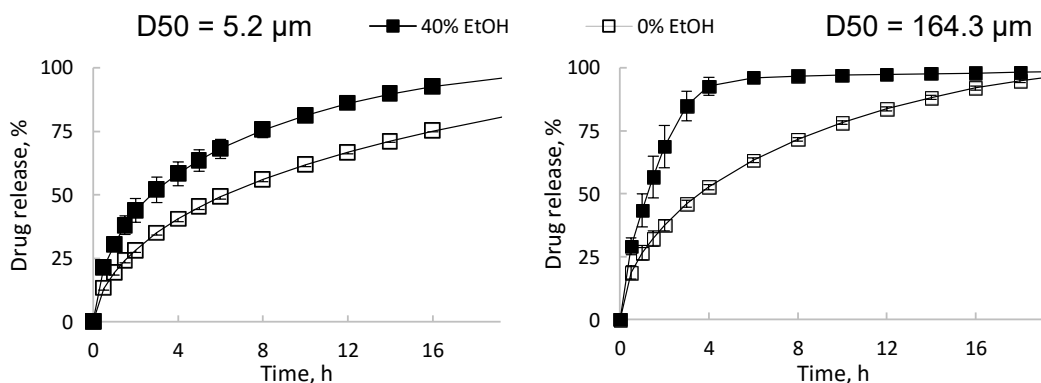 D50 = 5.2 µm
40% EtOH
0% EtOH
D50 = 164.3 µm
Drug release, %
100
75
50
25
0
0 4 8 12 16
Time, h
Drug release, %
100
75
50
25
0
0 4 8 12 16
Time, h